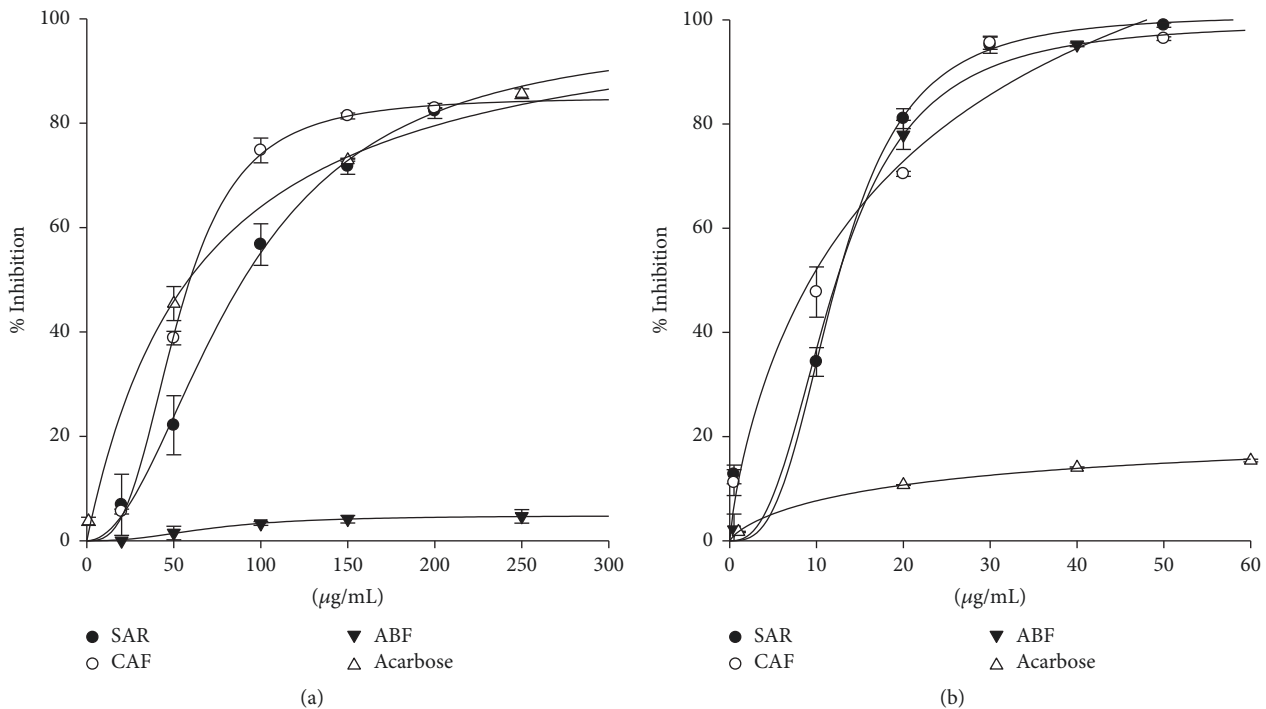 100
80
60
40
20
0
% Inhibition
0 50 100 150 200 250 300
(µg/mL)
SAR ABF
CAF Acarbose
(a)
100
80
60
40
20
0
% Inhibition
0 10 20 30 40 50 60
(µg/mL)
SAR ABF
CAF Acarbose
(b)